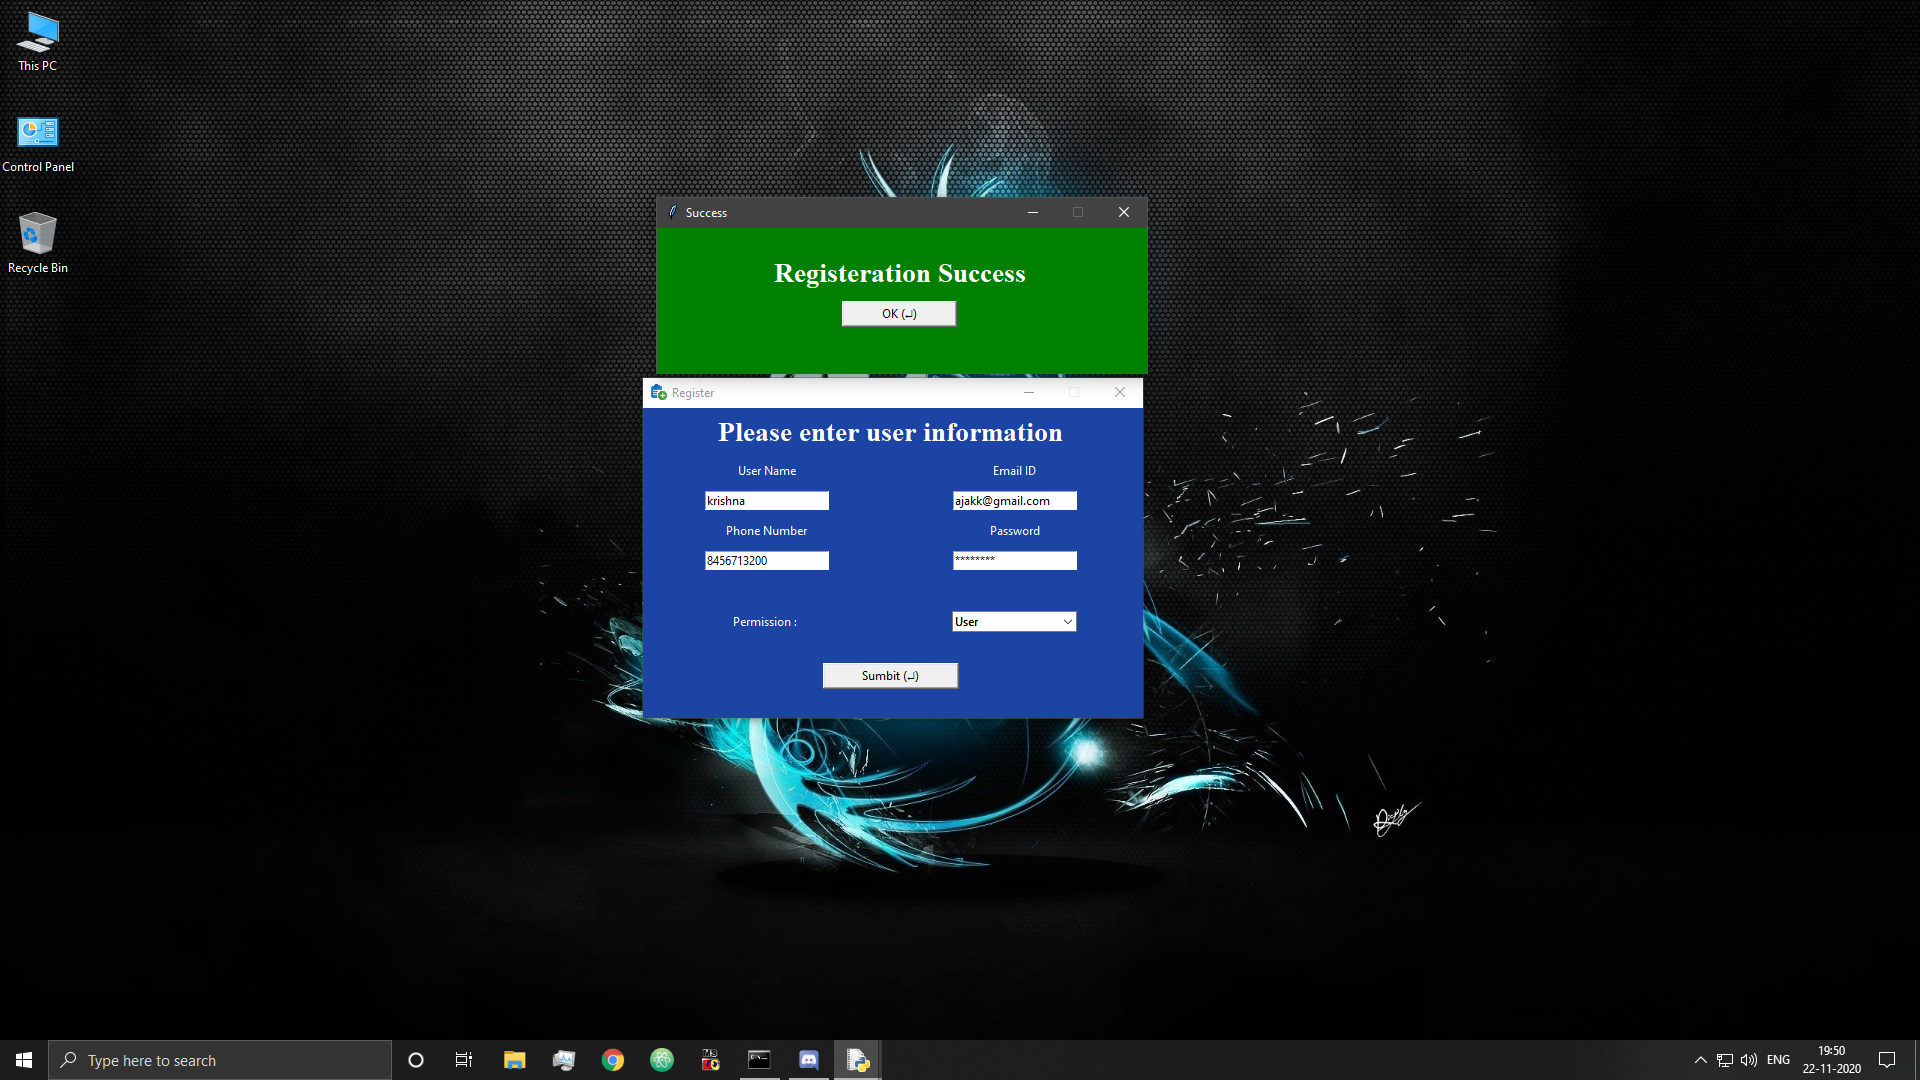 This PC
Control Panel
Recycle Bin
Success
Registeration Success
OK (↵)
Register
Please enter user information
User Name
Email ID
krishna
ajakk@gmail.com
Phone Number
Password
8456713200
********
Permission :
User
Sumbit (↵)
Type here to search
ENG
19:50
22-11-2020